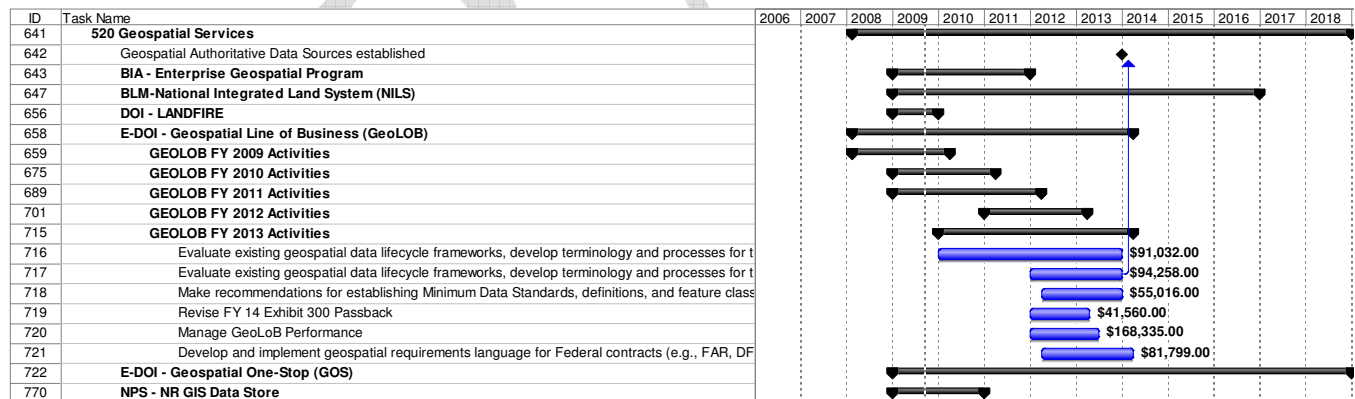 ID Task Name 2006 2007 2008 2009 2010 2011 2012 2013 2014 2015 2016 2017 2018
641 520 Geospatial Services
642 Geospatial Authoritative Data Sources established
643 BIA - Enterprise Geospatial Program
647 BLM-National Integrated Land System (NILS)
656 DOI - LANDFIRE
658 E-DOI - Geospatial Line of Business (GeoLOB)
659 GEOLOB FY 2009 Activities
675 GEOLOB FY 2010 Activities
689 GEOLOB FY 2011 Activities
701 GEOLOB FY 2012 Activities
715 GEOLOB FY 2013 Activities
716 Evaluate existing geospatial data lifecycle frameworks, develop terminology and processes for t $91,032.00
717 Evaluate existing geospatial data lifecycle frameworks, develop terminology and processes for t $94,258.00
718 Make recommendations for establishing Minimum Data Standards, definitions, and feature class $55,016.00
719 Revise FY 14 Exhibit 300 Passback $41,560.00
720 Manage GeoLoB Performance $168,335.00
721 Develop and implement geospatial requirements language for Federal contracts (e.g., FAR, DF $81,799.00
722 E-DOI - Geospatial One-Stop (GOS)
770 NPS - NR GIS Data Store